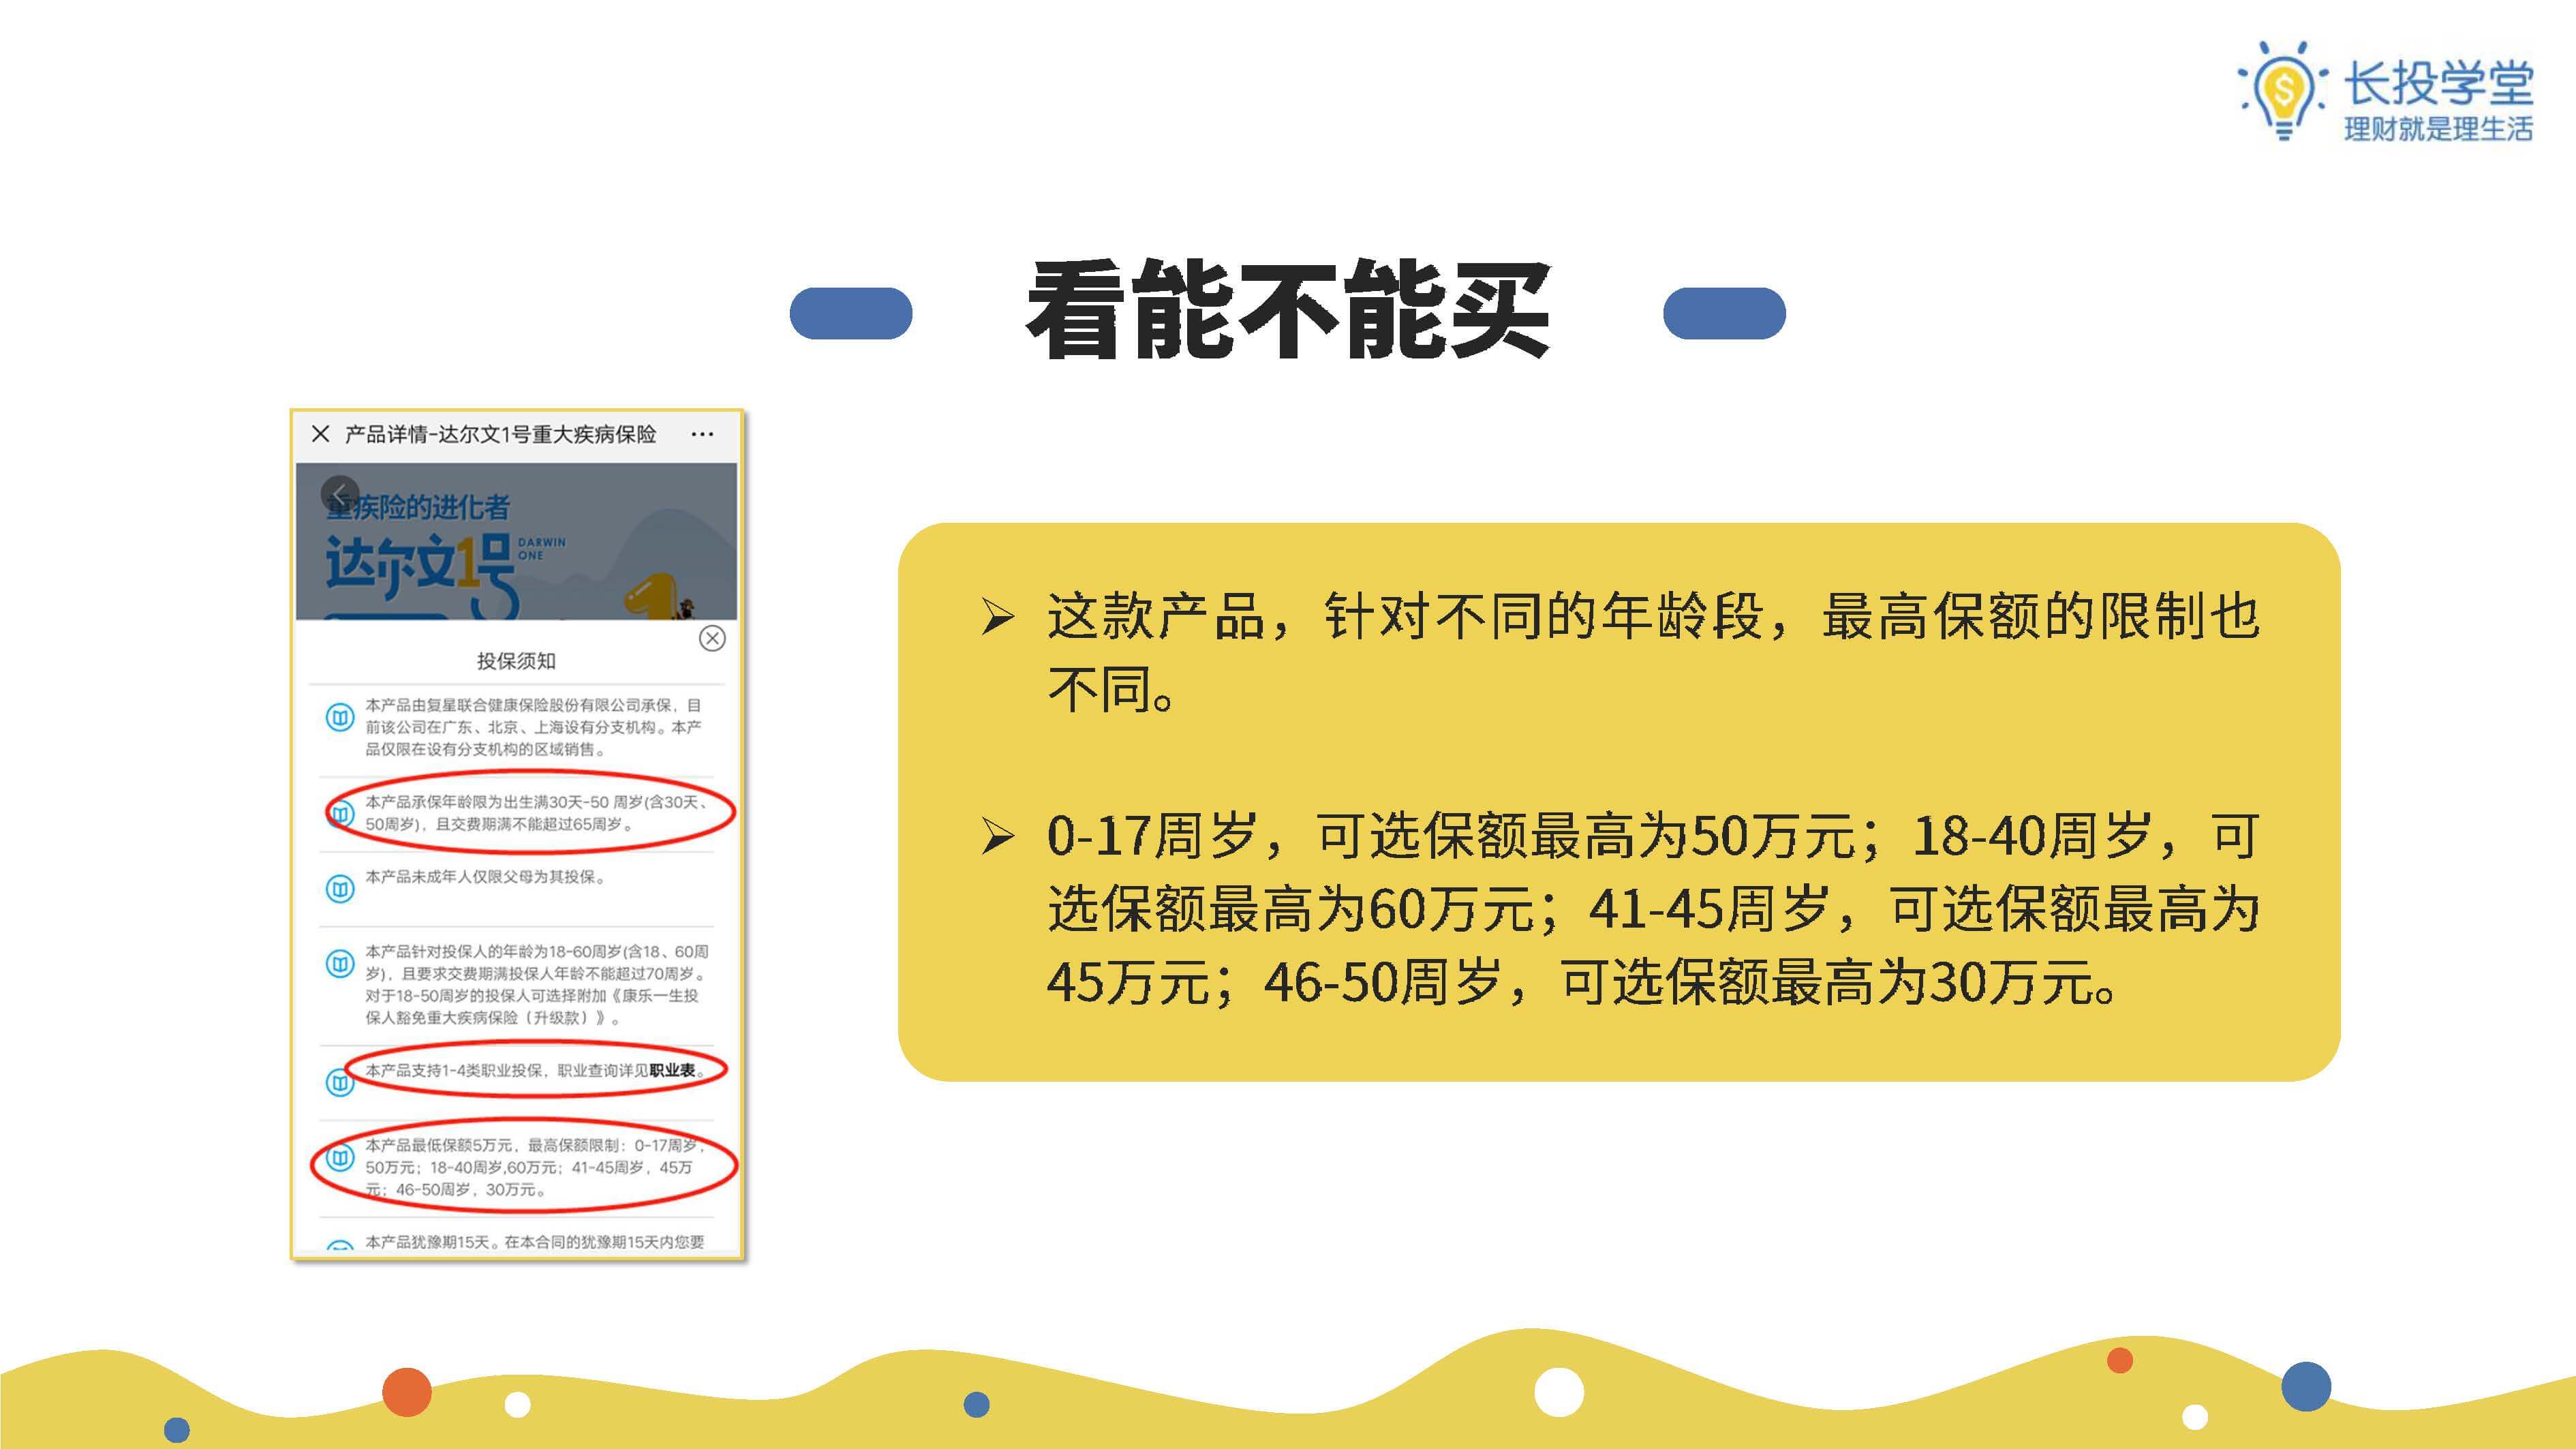 长投学堂
理财就是理生活
看能不能买
产品详情-达尔文1号重大疾病保险
重疾险的进化者
达尔文1号
DARWIN
ONE
投保须知
本产品由复星联合健康保险股份有限公司承保，目
前该公司在广东、北京、上海设有分支机构。本产
品仅限在设有分支机构的区域销售。
本产品承保年龄限为出生满30天-50 周岁(含30天、
50周岁)，且交费期满不能超过65周岁。
本产品未成年人仅限父母为其投保。
本产品针对投保人的年龄为18-60周岁(含18、60周
岁)，且要求交费期满投保人年龄不能超过70周岁。
对于18-50周岁的投保人可选择附加《康乐一生投
保人豁免重大疾病保险（升级款）》。
本产品支持1-4类职业投保，职业查询详见职业表。
本产品最低保额5万元，最高保额限制：0-17周岁，
50万元；18-40周岁,60万元；41-45周岁，45万
元；46-50周岁，30万元。
本产品犹豫期15天。在本合同的犹豫期15天内您要
这款产品，针对不同的年龄段，最高保额的限制也
不同。
0-17周岁，可选保额最高为50万元；18-40周岁，可
选保额最高为60万元；41-45周岁，可选保额最高为
45万元；46-50周岁，可选保额最高为30万元。